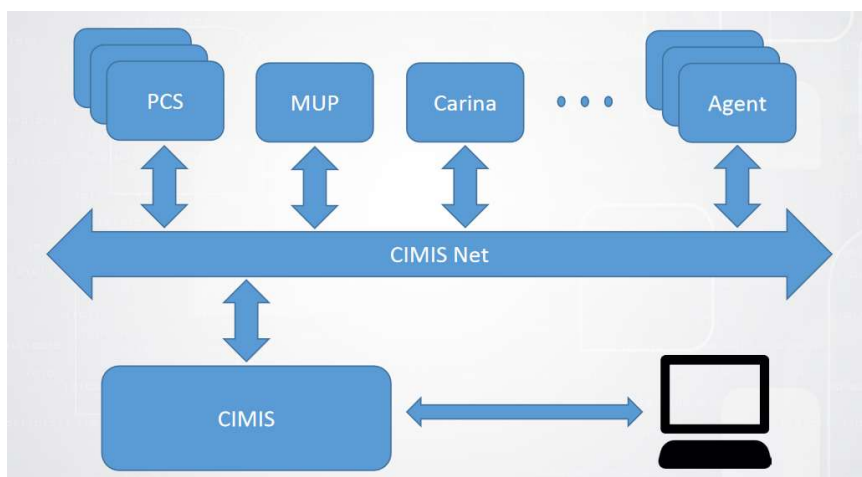 PCS
MUP
Carina
Agent
CIMIS Net
CIMIS